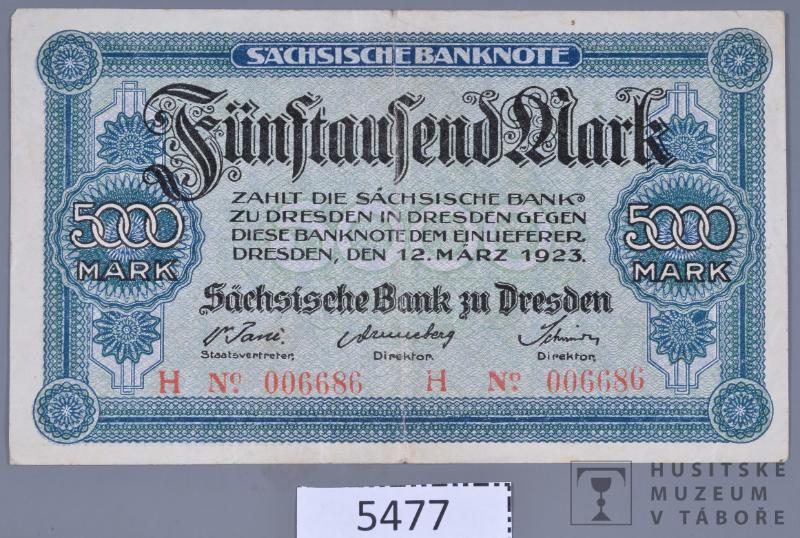 SÄCHSISCHE BANKNOTE
Fünftausend Mark
ZAHLT DIE SÄCHSISCHE BANK
ZU DRESDEN IN DRESDEN GEGEN
DIESE BANKNOTE DEM EINLIEFERER.
DRESDEN, DEN 12. MÄRZ 1923.
5000 MARK
5000 MARK
Sächsische Bank zu Dresden
Staatsvertreter, Direktor. Direktor,
H No 006686 H No 006686
5477
HUSITSKÉ
MUZEUM
V TÁBOŘE